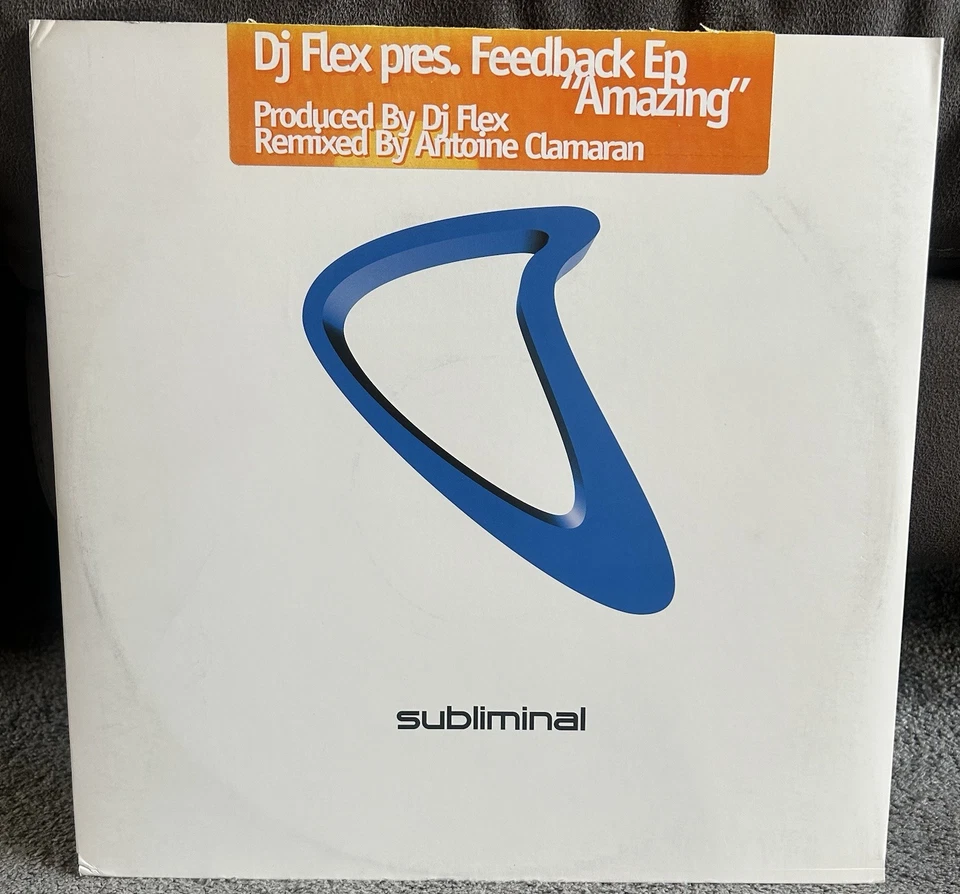 Dj Flex pres. Feedback Ep
"Amazing"
Produced By Dj Flex
Remixed By Antoine Clamaran
subliminal